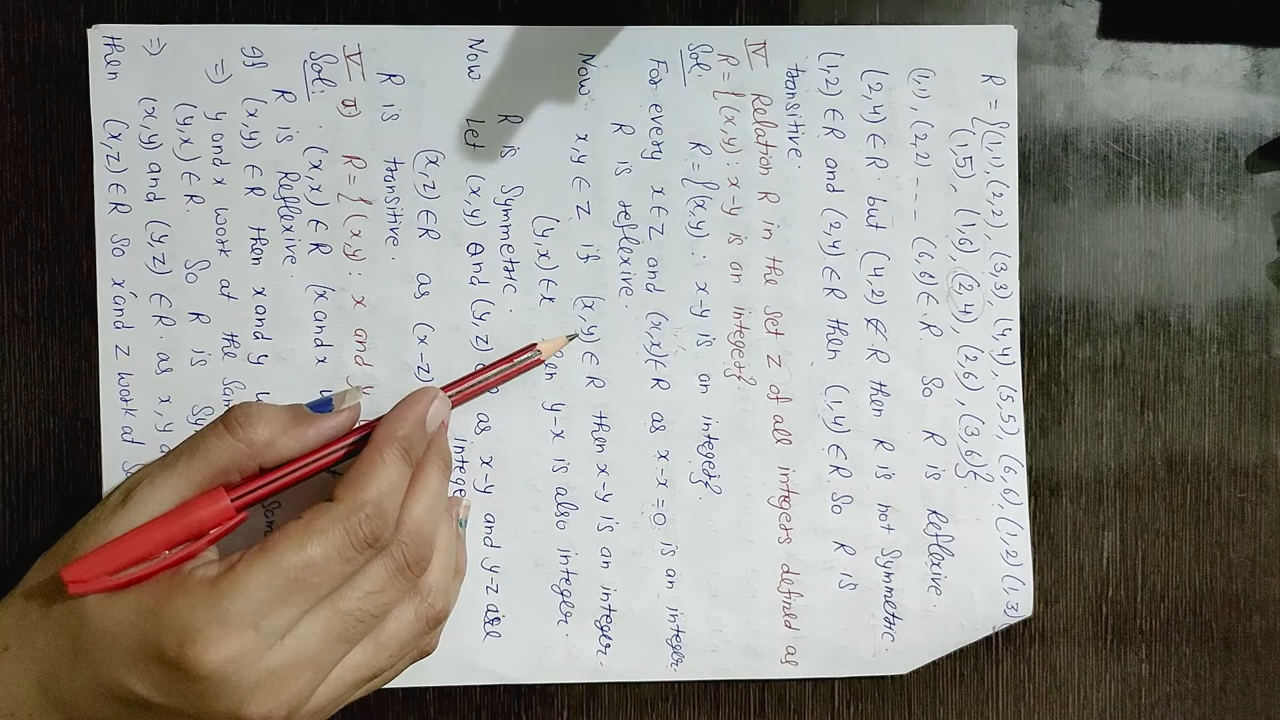 R = {(1,1), (2,2), (3,3) (4,4), (5,5), (6,6), (1,2) (1,3)
(1,5), (1,6), (2,4), (2,6), (3,6)}.
(1,1), (2,2) --- (6,6) ∈ R. So R is Reflexive.
(2,4) ∈ R but (4,2) ∉ R then R is not Symmetric.
(1,2) ∈ R and (2,4) ∈ R then (1,4) ∈ R. So R is
transitive.
IV Relation R in the set Z of all integers defined as
R = {(x,y) : x-y is an integer}.
Sol. R = {(x,y) : x-y is an integer}.
For every x ∈ Z and (x,x) ∈ R as x-x=0 is an integer.
R is reflexive.
Now x,y ∈ Z if (x,y) ∈ R then x-y is an integer.
(y,x) ∈ x y-x is also integer.
R is Symmetric.
Now Let (x,y) and (y,z) as x-y and y-z are
integer
(x,z) ∈ R as (x-z)
R is transitive.
V a) R = {(x,y) : x and y
Sol. (x,x) ∈ R (x and x
R is Reflexive.
If (x,y) ∈ R then x and y
⇒ y and x work at the Same
(y,x) ∈ R. So R is
⇒ (x,y) and (y,z) ∈ R. as x,y
then (x,z) ∈ R So x and z work at